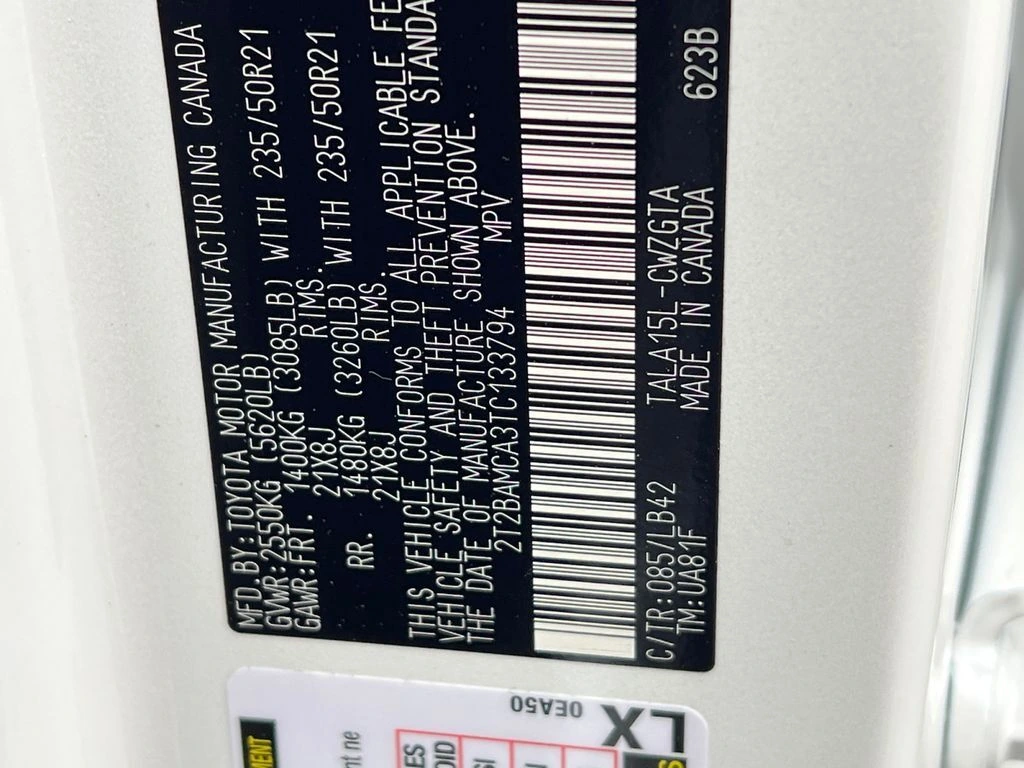 MFD. BY:TOYOTA MOTOR MANUFACTURING CANADA
GVWR:2550KG (5620LB)
GAWR:FRT. 1400KG (3085LB) WITH 235/50R21
21X8J RIMS.
RR. 1480KG (3260LB) WITH 235/50R21
21X8J RIMS.
THIS VEHICLE CONFORMS TO ALL APPLICABLE FE
VEHICLE SAFETY AND THEFT PREVENTION STANDA
THE DATE OF MANUFACTURE SHOWN ABOVE.
2T2BAMCA3TC133794 MPV
C/TR:0857/LB42 TALA15L-CWZGTA 623B
TM:UA81F MADE IN CANADA
0EA50
LX